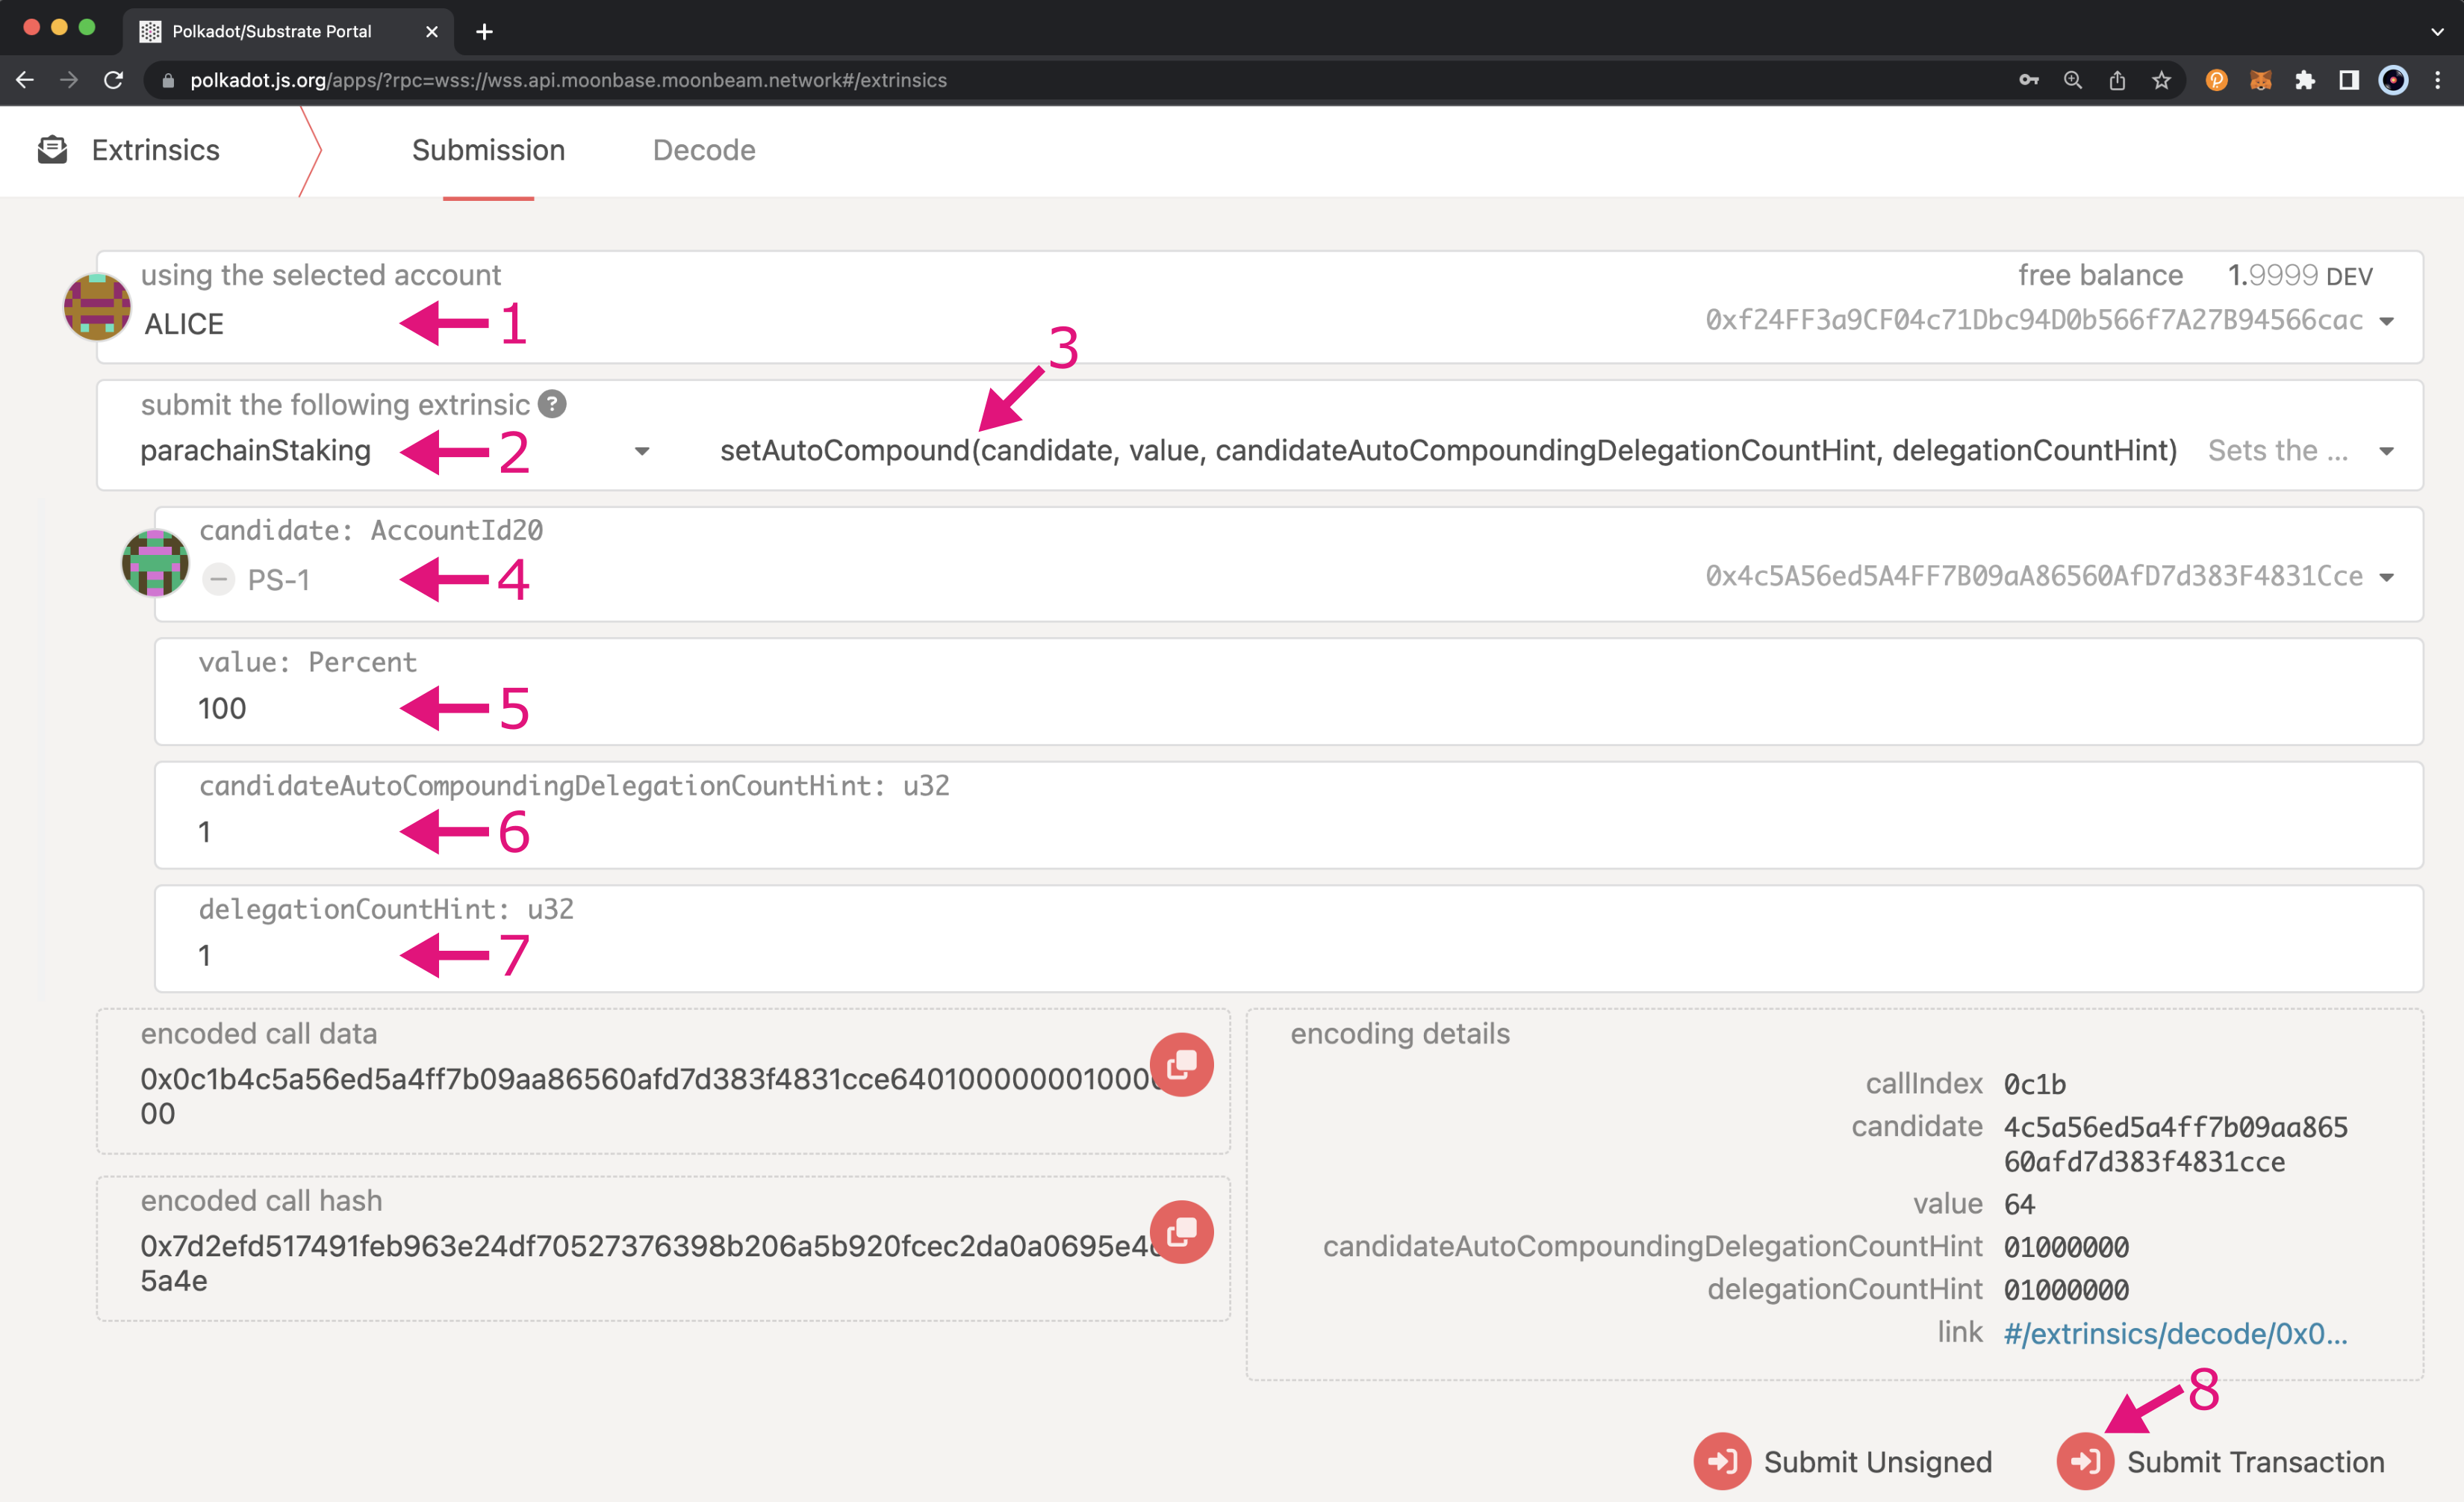 Polkadot/Substrate Portal
polkadot.js.org/apps/?rpc=wss://wss.api.moonbase.moonbeam.network#/extrinsics
Extrinsics
Submission
Decode
using the selected account
free balance 1.9999 DEV
ALICE
1
0xf24FF3a9CF04c71Dbc94D0b566f7A27B94566cac
3
submit the following extrinsic ?
parachainStaking
2
setAutoCompound(candidate, value, candidateAutoCompoundingDelegationCountHint, delegationCountHint)
Sets the ...
candidate: AccountId20
PS-1
4
0x4c5A56ed5A4FF7B09aA86560AfD7d383F4831Cce
value: Percent
100
5
candidateAutoCompoundingDelegationCountHint: u32
1
6
delegationCountHint: u32
1
7
encoded call data
0x0c1b4c5a56ed5a4ff7b09aa86560afd7d383f4831cce6401000000010000
00
encoded call hash
0x7d2efd517491feb963e24df70527376398b206a5b920fcec2da0a0695e4
5a4e
encoding details
callIndex 0c1b
candidate 4c5a56ed5a4ff7b09aa865
60afd7d383f4831cce
value 64
candidateAutoCompoundingDelegationCountHint 01000000
delegationCountHint 01000000
link #/extrinsics/decode/0x0...
8
Submit Unsigned
Submit Transaction